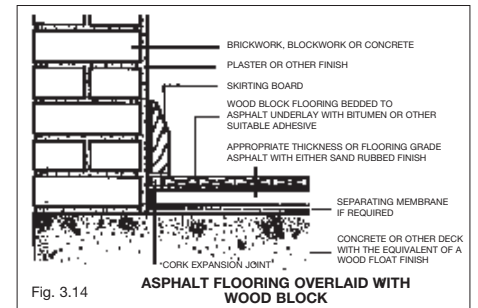 BRICKWORK, BLOCKWORK OR CONCRETE
PLASTER OR OTHER FINISH
SKIRTING BOARD
WOOD BLOCK FLOORING BEDDED TO
ASPHALT UNDERLAY WITH BITUMEN OR OTHER
SUITABLE ADHESIVE
APPROPRIATE THICKNESS OR FLOORING GRADE
ASPHALT WITH EITHER SAND RUBBED FINISH
SEPARATING MEMBRANE
IF REQUIRED
CONCRETE OR OTHER DECK
WITH THE EQUIVALENT OF A
WOOD FLOAT FINISH
CORK EXPANSION JOINT
Fig. 3.14
ASPHALT FLOORING OVERLAID WITH
WOOD BLOCK